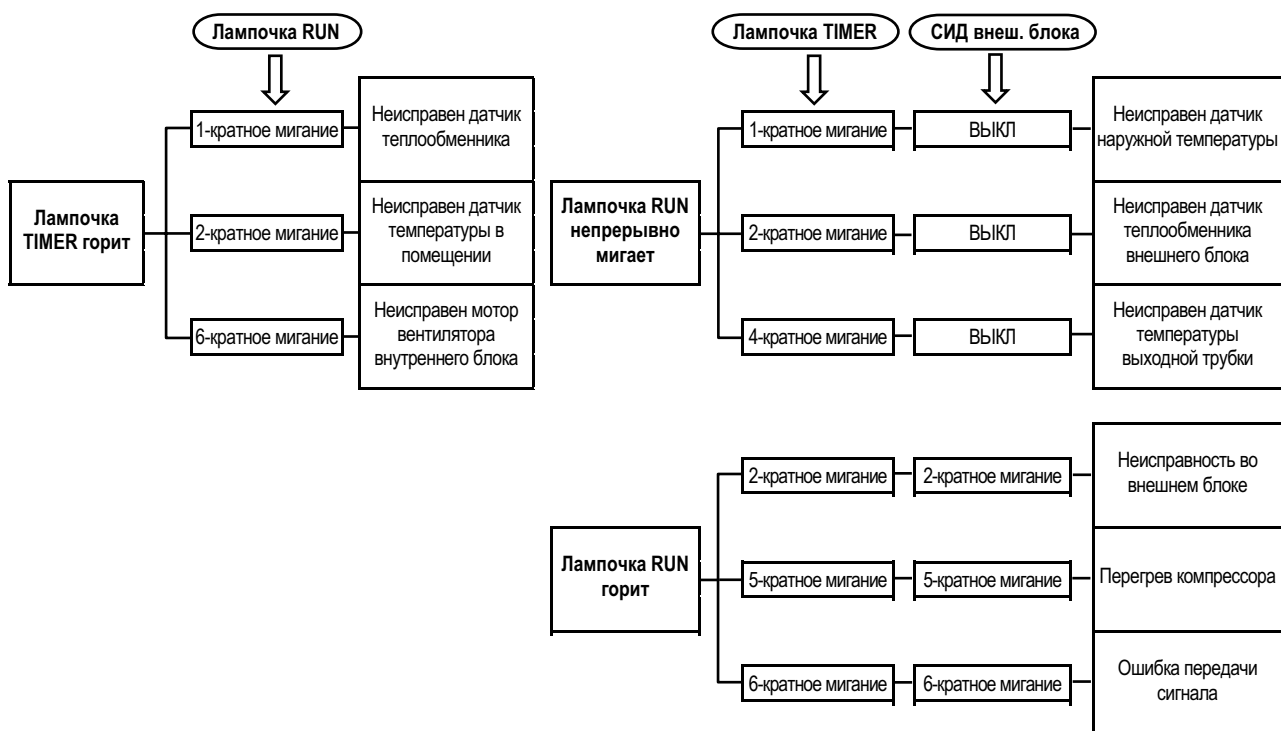 Лампочка RUN
Лампочка TIMER
СИД внеш. блока
Лампочка
TIMER горит
1-кратное мигание
Неисправен датчик
теплообменника
2-кратное мигание
Неисправен датчик
температуры в
помещении
6-кратное мигание
Неисправен мотор
вентилятора
внутреннего блока
Лампочка RUN
непрерывно
мигает
1-кратное мигание
ВЫКЛ
Неисправен датчик
наружной температуры
2-кратное мигание
ВЫКЛ
Неисправен датчик
теплообменника
внешнего блока
4-кратное мигание
ВЫКЛ
Неисправен датчик
температуры
выходной трубки
Лампочка RUN
горит
2-кратное мигание
2-кратное мигание
Неисправность во
внешнем блоке
5-кратное мигание
5-кратное мигание
Перегрев компрессора
6-кратное мигание
6-кратное мигание
Ошибка передачи
сигнала